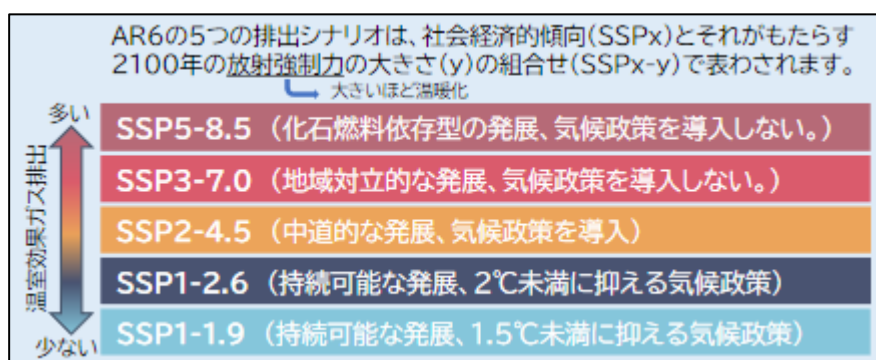 AR6の5つの排出シナリオは、社会経済的傾向(SSPx)とそれがもたらす
2100年の放射強制力の大きさ(y)の組合せ(SSPx-y)で表わされます。
大きいほど温暖化
多い
温室効果ガス排出
少ない
SSP5-8.5 (化石燃料依存型の発展、気候政策を導入しない。)
SSP3-7.0 (地域対立的な発展、気候政策を導入しない。)
SSP2-4.5 (中道的な発展、気候政策を導入)
SSP1-2.6 (持続可能な発展、2℃未満に抑える気候政策)
SSP1-1.9 (持続可能な発展、1.5℃未満に抑える気候政策)